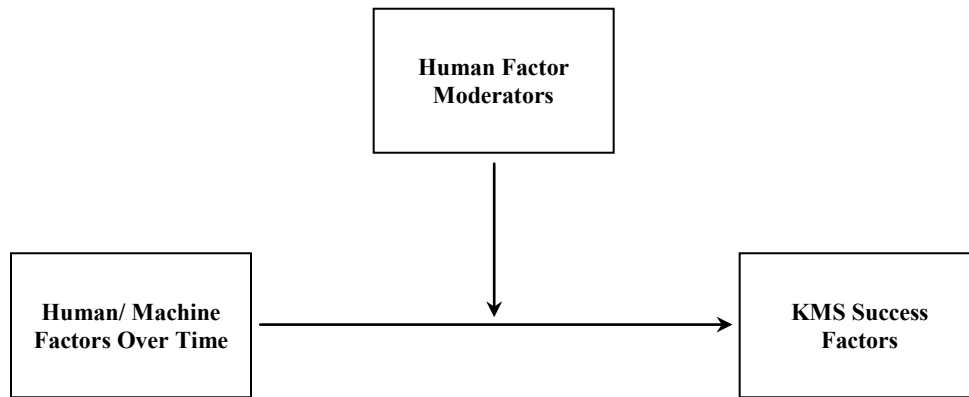 Human Factor
Moderators
Human/ Machine
Factors Over Time
KMS Success
Factors